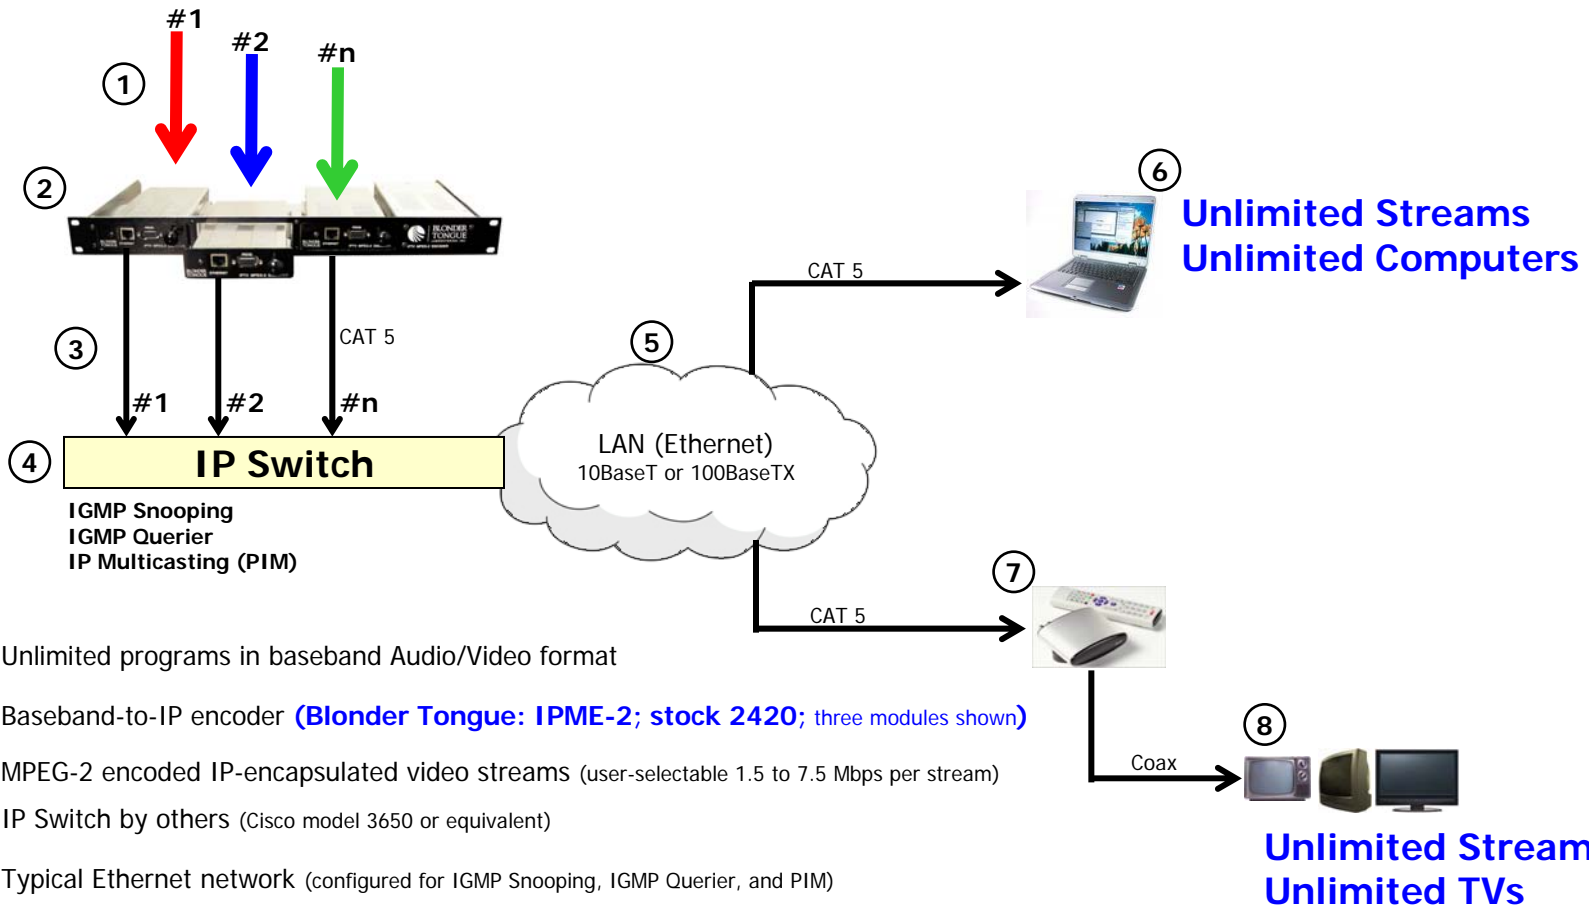 #1
#2
#n
1
2
BLONDER
TONGUE
6
Unlimited Streams
Unlimited Computers
CAT 5
3
CAT 5
5
#1
#2
#n
LAN (Ethernet)
10BaseT or 100BaseTX
4
IP Switch
IGMP Snooping
IGMP Querier
IP Multicasting (PIM)
7
CAT 5
Unlimited programs in baseband Audio/Video format
Baseband-to-IP encoder (Blonder Tongue: IPME-2; stock 2420; three modules shown)
8
Coax
MPEG-2 encoded IP-encapsulated video streams (user-selectable 1.5 to 7.5 Mbps per stream)
IP Switch by others (Cisco model 3650 or equivalent)
Unlimited Stream
Unlimited TVs
Typical Ethernet network (configured for IGMP Snooping, IGMP Querier, and PIM)